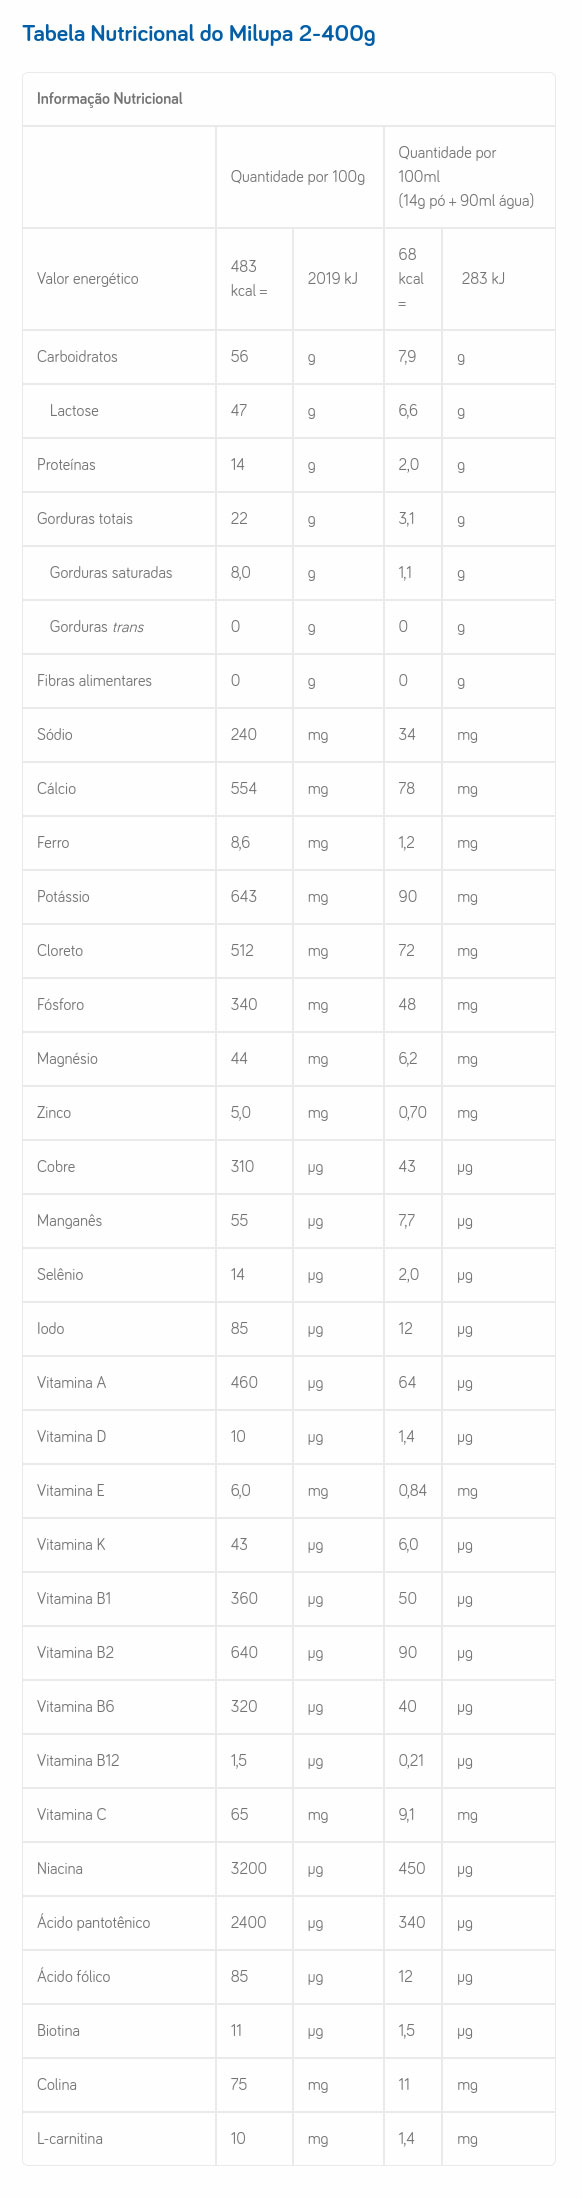 Tabela Nutricional do Milupa 2-400g
Informação Nutricional
Quantidade por 100g
Quantidade por
100ml
(14g pó + 90ml água)
Valor energético
483
kcal =
2019 kJ
68
kcal
=
283 kJ
Carboidratos 56 g 7,9 g
Lactose 47 g 6,6 g
Proteínas 14 g 2,0 g
Gorduras totais 22 g 3,1 g
Gorduras saturadas 8,0 g 1,1 g
Gorduras trans 0 g 0 g
Fibras alimentares 0 g 0 g
Sódio 240 mg 34 mg
Cálcio 554 mg 78 mg
Ferro 8,6 mg 1,2 mg
Potássio 643 mg 90 mg
Cloreto 512 mg 72 mg
Fósforo 340 mg 48 mg
Magnésio 44 mg 6,2 mg
Zinco 5,0 mg 0,70 mg
Cobre 310 µg 43 µg
Manganês 55 µg 7,7 µg
Selênio 14 µg 2,0 µg
Iodo 85 µg 12 µg
Vitamina A 460 µg 64 µg
Vitamina D 10 µg 1,4 µg
Vitamina E 6,0 mg 0,84 mg
Vitamina K 43 µg 6,0 µg
Vitamina B1 360 µg 50 µg
Vitamina B2 640 µg 90 µg
Vitamina B6 320 µg 40 µg
Vitamina B12 1,5 µg 0,21 µg
Vitamina C 65 mg 9,1 mg
Niacina 3200 µg 450 µg
Ácido pantotênico 2400 µg 340 µg
Ácido fólico 85 µg 12 µg
Biotina 11 µg 1,5 µg
Colina 75 mg 11 mg
L-carnitina 10 mg 1,4 mg